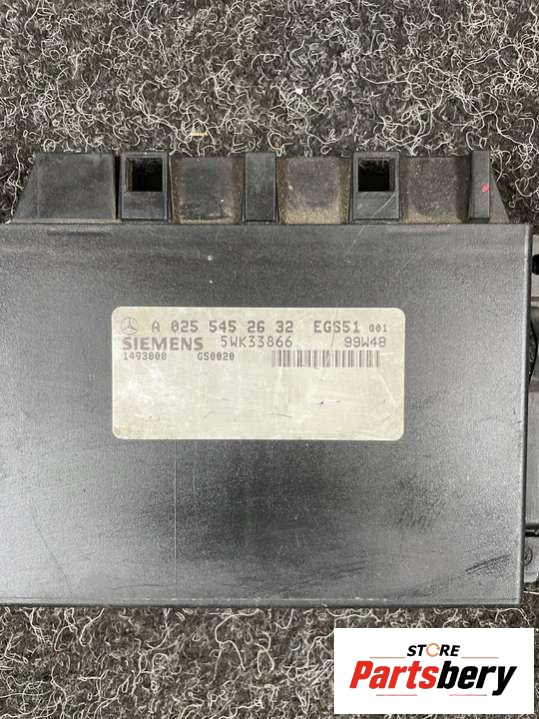 A 025 545 26 32 EGS51 001
SIEMENS 5WK33866 / 99W48
1493000 GS0020
STORE
Partsbery